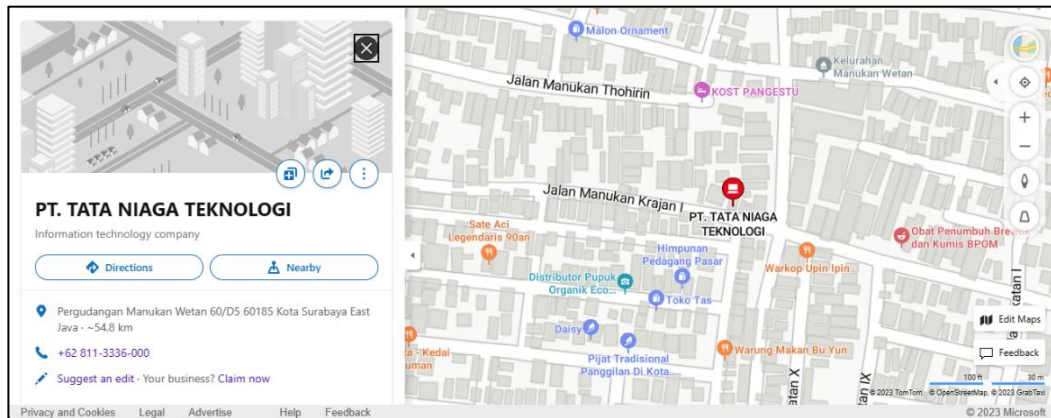 PT. TATA NIAGA TEKNOLOGI
Information technology company
Directions
Nearby
Pergudangan Manukan Wetan 60/D5 60185 Kota Surabaya East
Java · ~54,8 km
+62 811-3336-000
Suggest an edit · Your business? Claim now
Privacy and Cookies Legal Advertise Help Feedback
Malon Ornament
Kelurahan
Manukan Wetan
Jalan Manukan Thohirin
KOST PANGESTU
Jalan Manukan Krajan I
PT. TATA NIAGA
TEKNOLOGI
Sate Aci
Legendaris 90an
Obat Penumbuh
dan Kumis BPOM
Himpunan
Pedagang Pasar
Warkop Upin Ipin
Distributor Pupuk
Organik Eco...
Toko Tas
Daisy
Kedai
Pijat Tradisional
Panggilan Di Kota...
Warung Makan Bu Yun
katan I
atan X
atan IX
Edit Maps
Feedback
100 ft
30 m
© 2023 TomTom, © OpenStreetMap, © 2023 GrabTaxi
© 2023 Microsoft